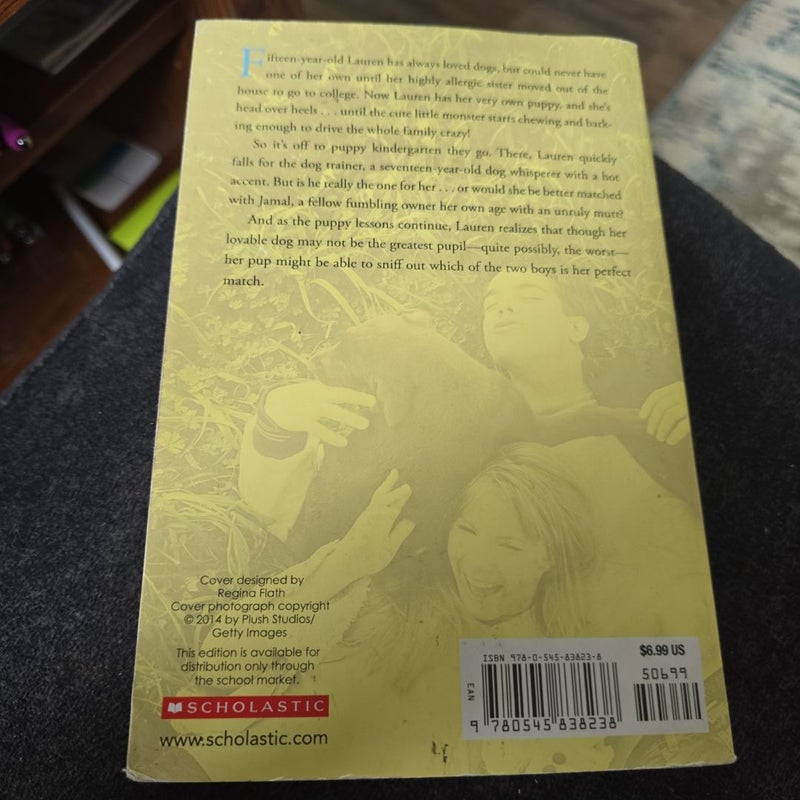 Fifteen-year-old Lauren has always loved dogs, but could never have
one of her own until her highly allergic sister moved out of the
house to go to college. Now Lauren has her very own puppy, and she's
head over heels . . . until the cute little monster starts chewing and bark-
ing enough to drive the whole family crazy!
So it's off to puppy kindergarten they go. There, Lauren quickly
falls for the dog trainer, a seventeen-year-old dog whisperer with a hot
accent. But is he really the one for her . . . or would she be better matched
with Jamal, a fellow fumbling owner her own age with an unruly mutt?
And as the puppy lessons continue, Lauren realizes that though her
lovable dog may not be the greatest pupil—quite possibly, the worst—
her pup might be able to sniff out which of the two boys is her perfect
match.
Cover designed by
Regina Flath
Cover photograph copyright
© 2014 by Plush Studios/
Getty Images
This edition is available for
distribution only through
the school market.
SCHOLASTIC
www.scholastic.com
ISBN 978-0-545-83823-8
$6.99 US
50699
EAN
9 780545 838238